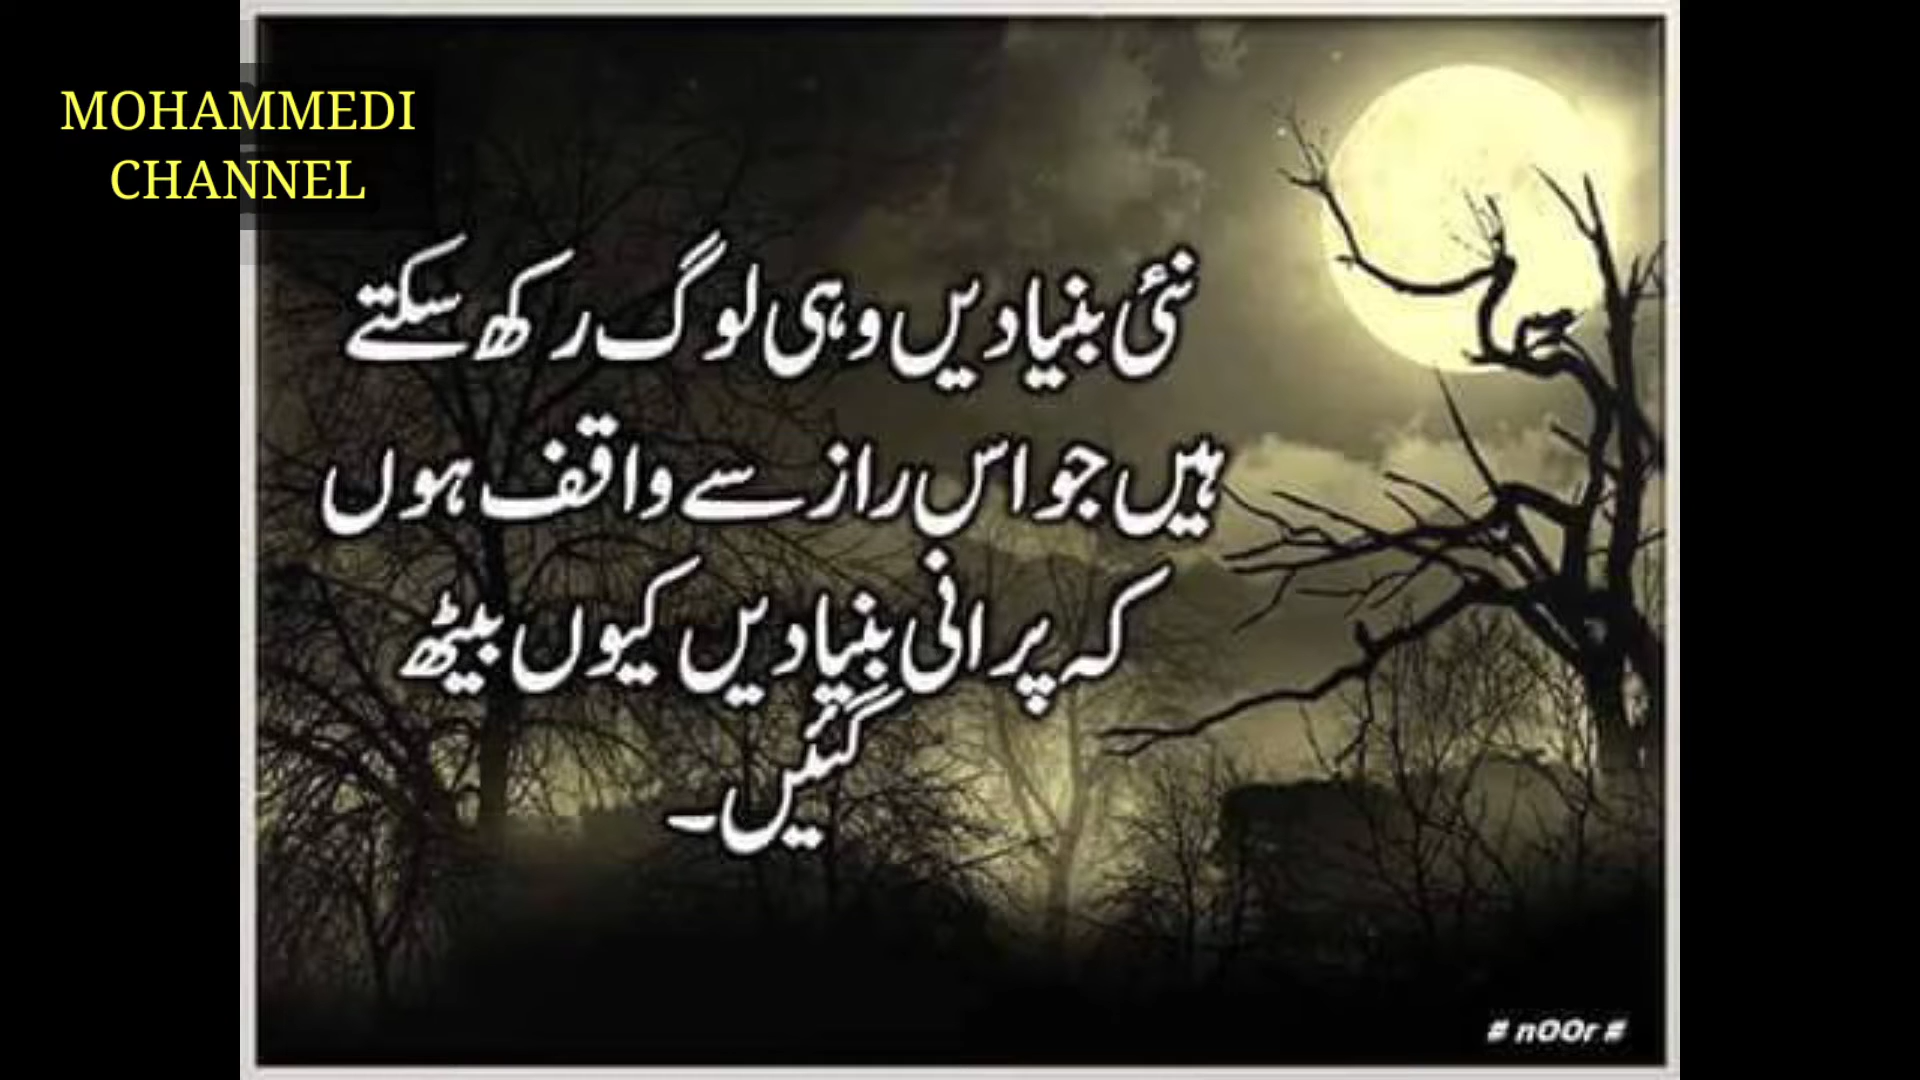 MOHAMMEDI
CHANNEL
نئی بنیادیں وہی لوگ رکھ سکتے
ہیں جو اس راز سے واقف ہوں
کہ پرانی بنیادیں کیوں بیٹھ
گئیں۔
# nOOr #